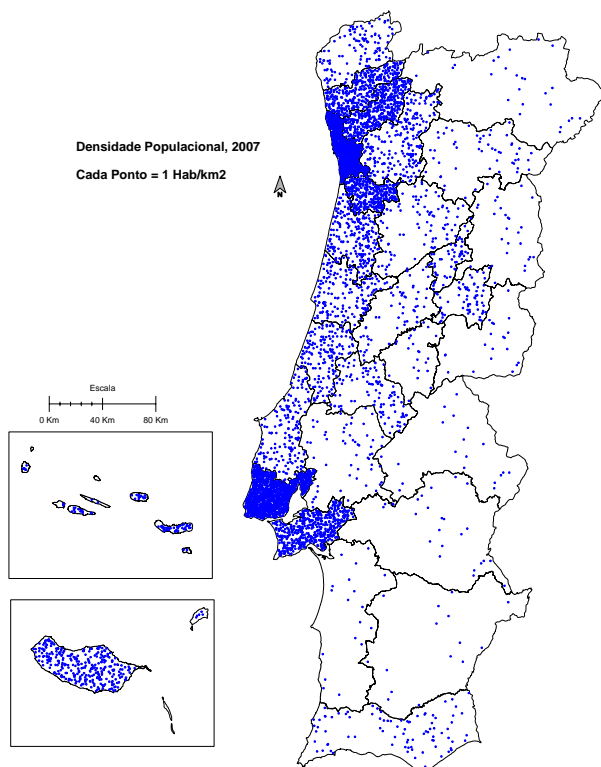 Densidade Populacional, 2007
Cada Ponto = 1 Hab/km2
N
Escala
0 Km 40 Km 80 Km